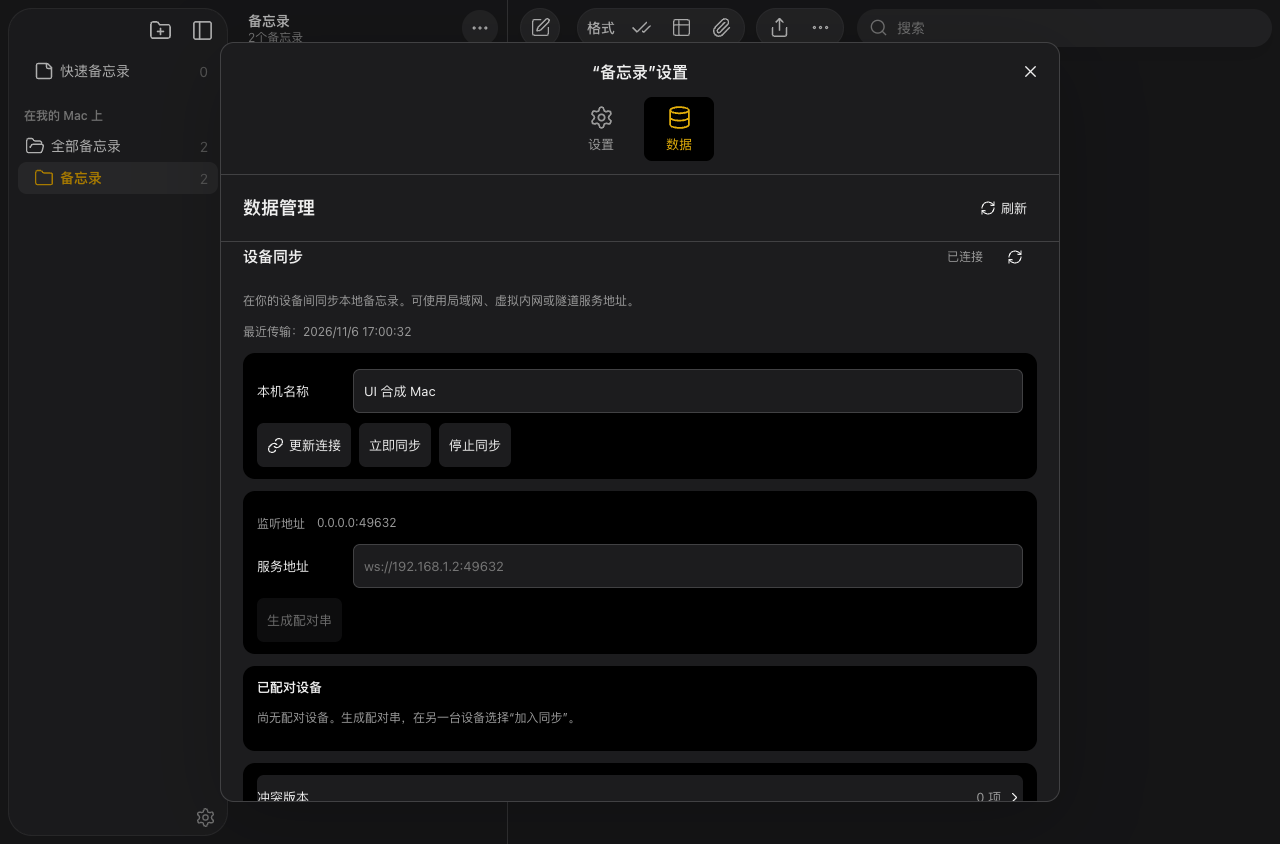 备忘录
2个备忘录
格式
搜索
快速备忘录 0
在我的 Mac 上
全部备忘录 2
备忘录 2
“备忘录”设置
设置
数据
数据管理
刷新
设备同步
已连接
在你的设备间同步本地备忘录。可使用局域网、虚拟内网或隧道服务地址。
最近传输：2026/11/6 17:00:32
本机名称
UI 合成 Mac
更新连接
立即同步
停止同步
监听地址 0.0.0.0:49632
服务地址
ws://192.168.1.2:49632
生成配对串
已配对设备
尚无配对设备。生成配对串，在另一台设备选择“加入同步”。
冲突版本
0 项